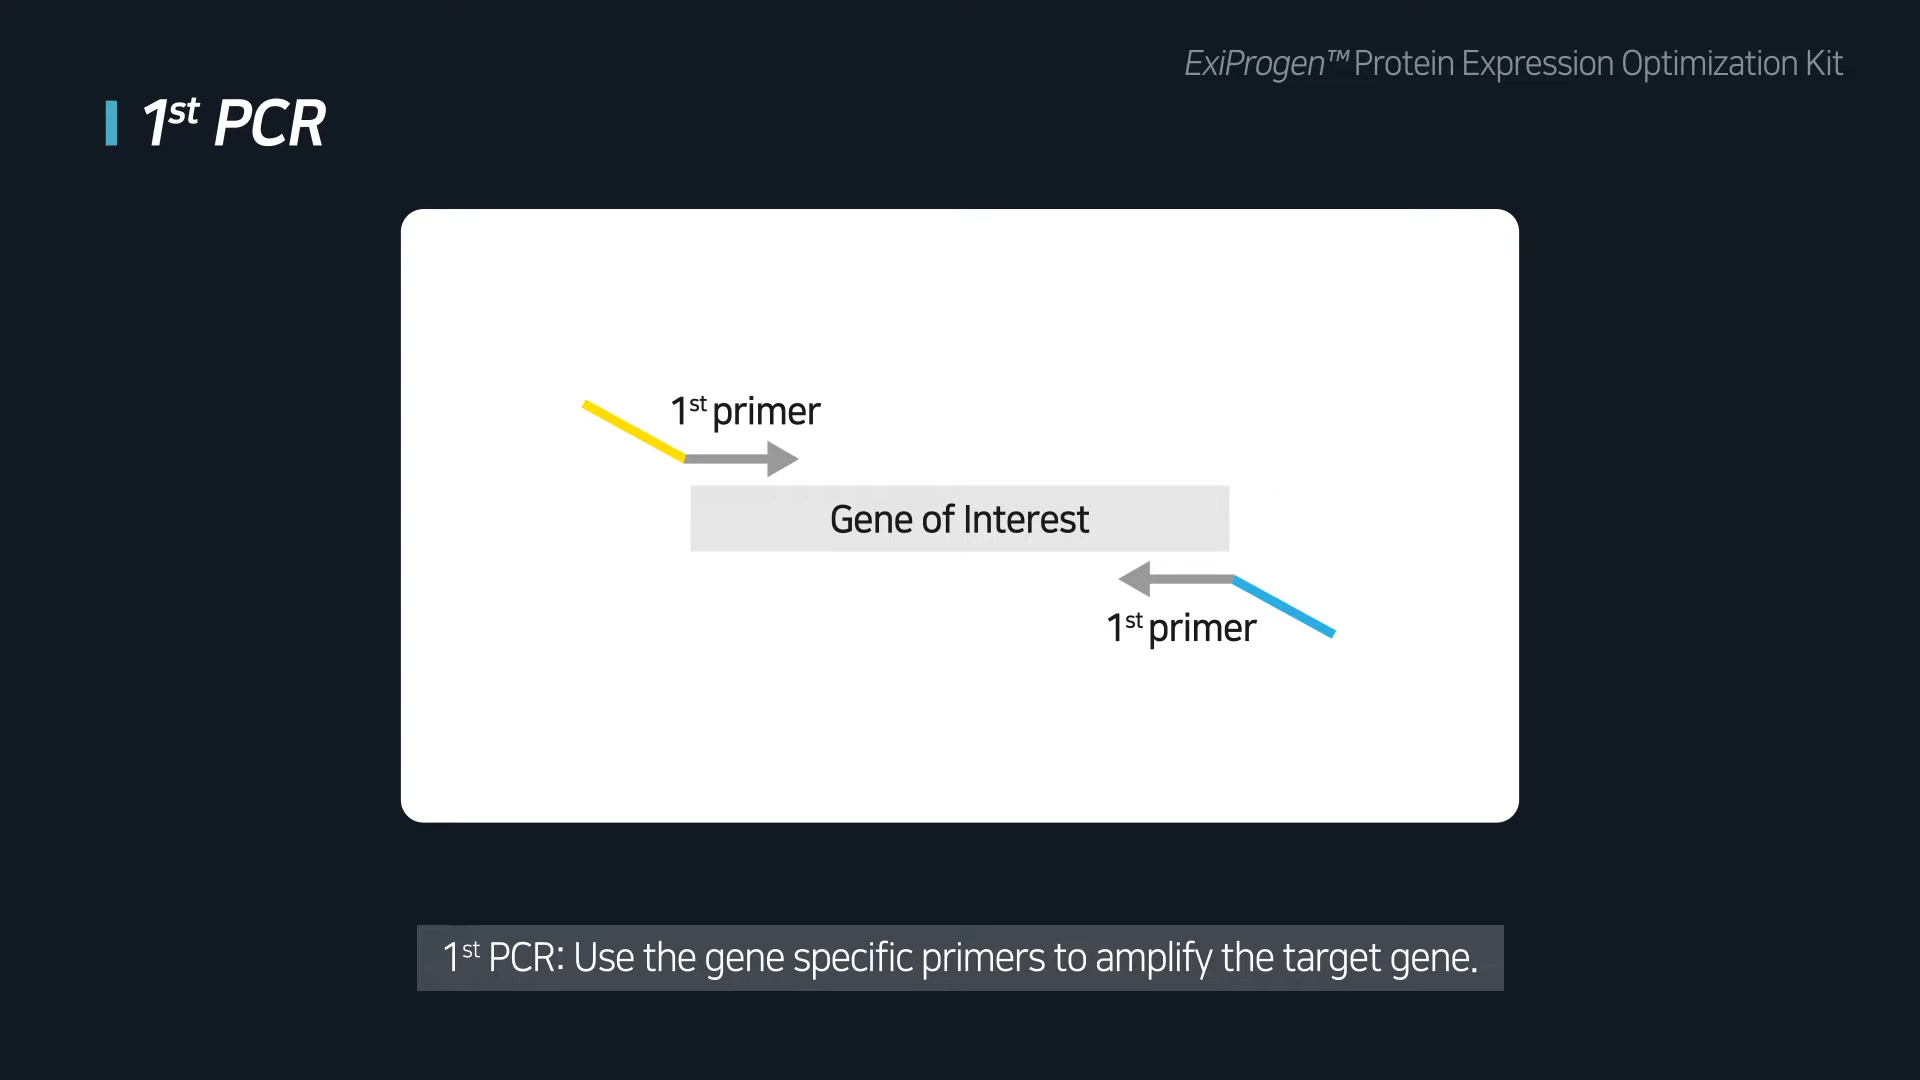 ExiProgen™ Protein Expression Optimization Kit
1st PCR
1st primer
Gene of Interest
1st primer
1st PCR: Use the gene specific primers to amplify the target gene.